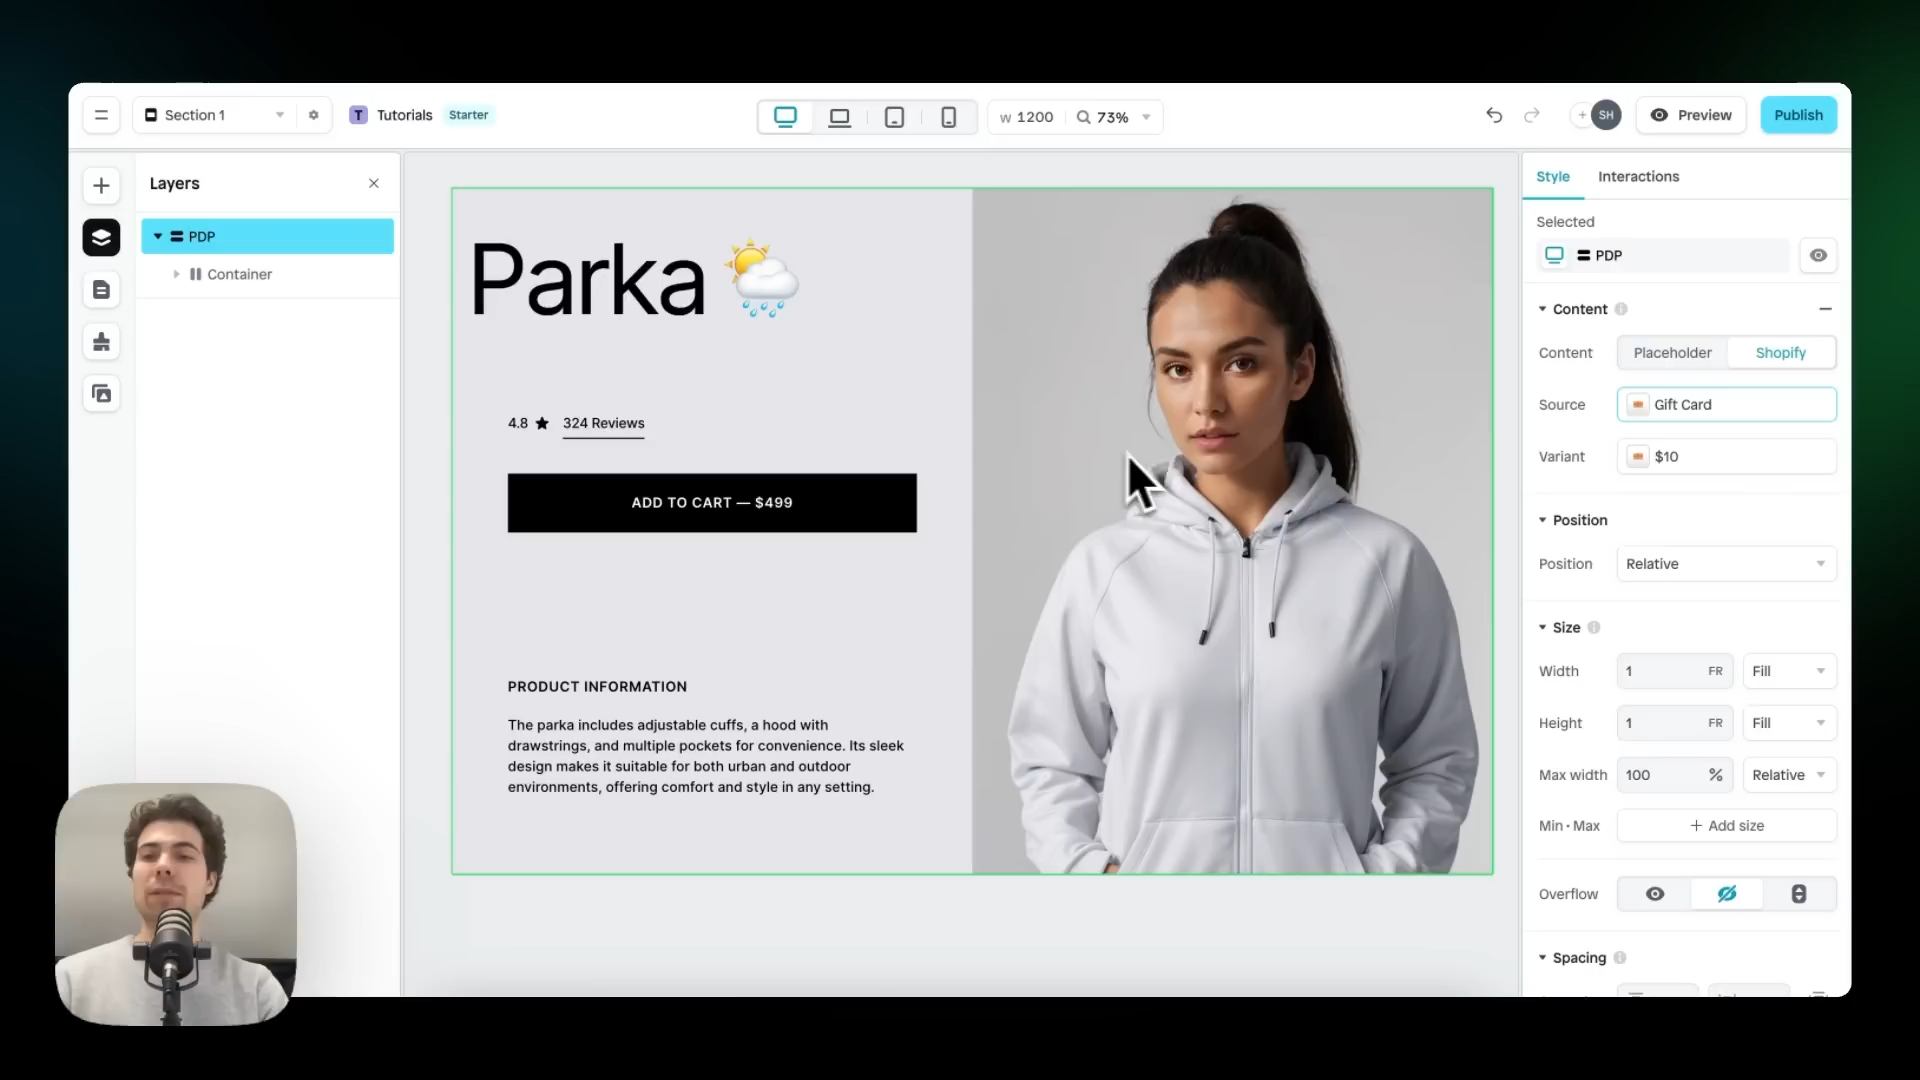 Section 1
T Tutorials Starter
W 1200 73%
+ SH
Preview
Publish
Layers
PDP
Container
Parka
4.8 324 Reviews
ADD TO CART — $499
PRODUCT INFORMATION
The parka includes adjustable cuffs, a hood with
drawstrings, and multiple pockets for convenience. Its sleek
design makes it suitable for both urban and outdoor
environments, offering comfort and style in any setting.
Style Interactions
Selected
PDP
Content
Content Placeholder Shopify
Source Gift Card
Variant $10
Position
Position Relative
Size
Width 1 FR Fill
Height 1 FR Fill
Max width 100 % Relative
Min · Max + Add size
Overflow
Spacing